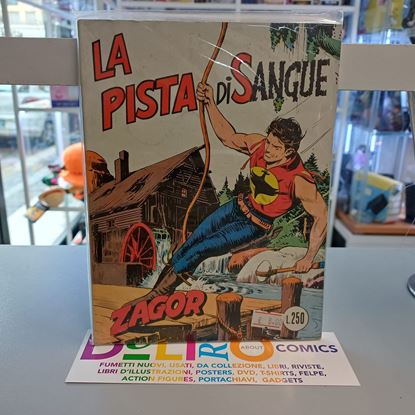 LA
PISTA Di SANGUE
ZAGOR
L.250
ABOUT
COMICS
FUMETTI NUOVI, USATI, DA COLLEZIONE, LIBRI, RIVISTE,
LIBRI D'ILLUSTRAZIONI, POSTERS, DVD, T-SHIRTS, FELPE,
ACTION FIGURES, PORTACHIAVI, GADGETS